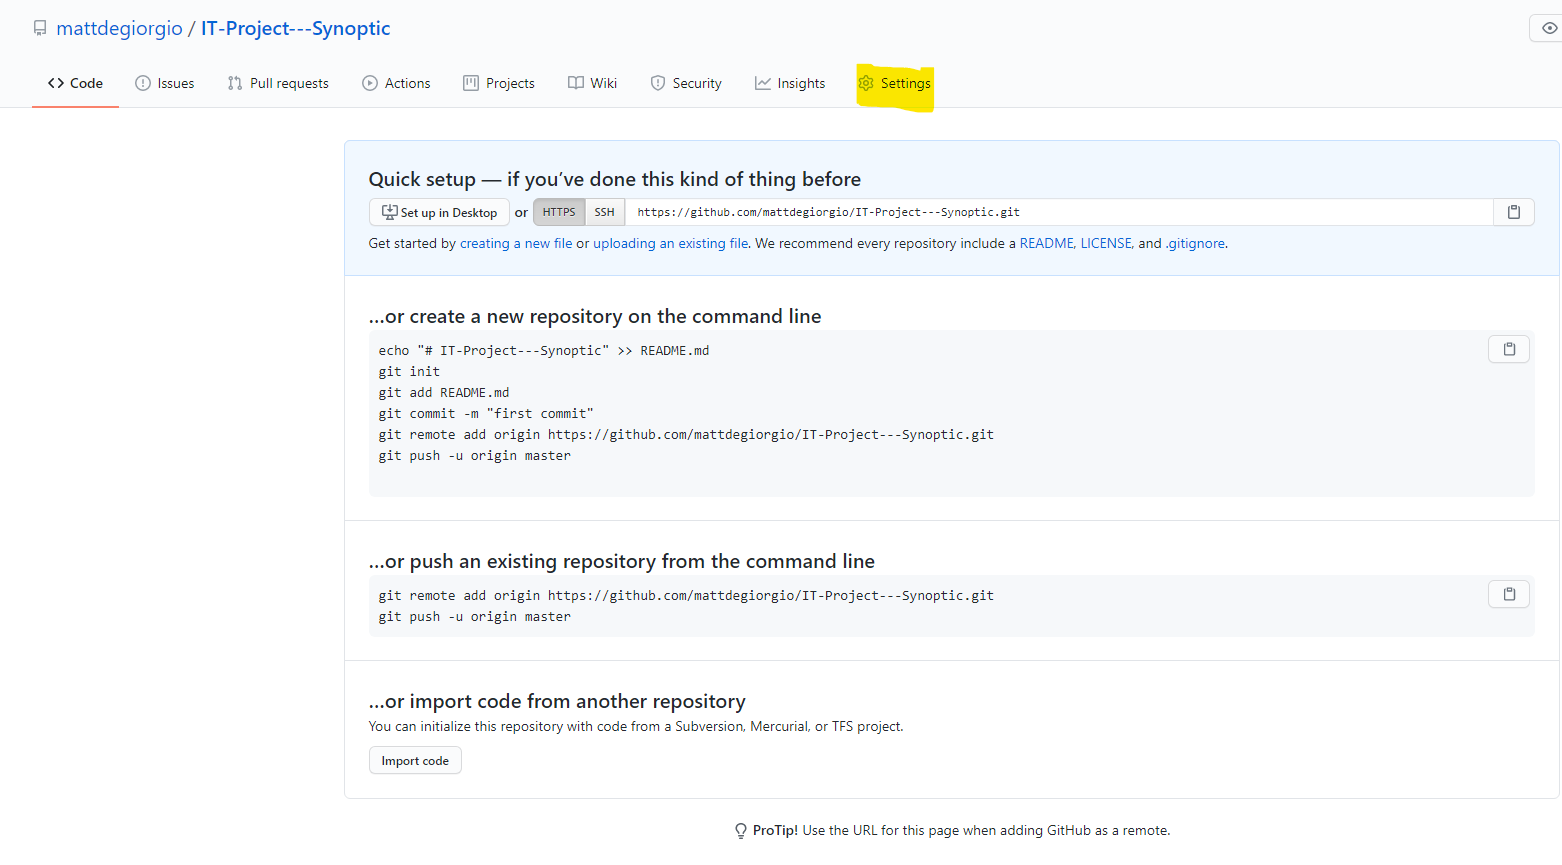 mattdegiorgio / IT-Project---Synoptic
Code Issues Pull requests Actions Projects Wiki Security Insights Settings
Quick setup — if you’ve done this kind of thing before
Set up in Desktop or HTTPS SSH https://github.com/mattdegiorgio/IT-Project---Synoptic.git
Get started by creating a new file or uploading an existing file. We recommend every repository include a README, LICENSE, and .gitignore.
…or create a new repository on the command line
echo "# IT-Project---Synoptic" >> README.md
git init
git add README.md
git commit -m "first commit"
git remote add origin https://github.com/mattdegiorgio/IT-Project---Synoptic.git
git push -u origin master
…or push an existing repository from the command line
git remote add origin https://github.com/mattdegiorgio/IT-Project---Synoptic.git
git push -u origin master
…or import code from another repository
You can initialize this repository with code from a Subversion, Mercurial, or TFS project.
Import code
ProTip! Use the URL for this page when adding GitHub as a remote.